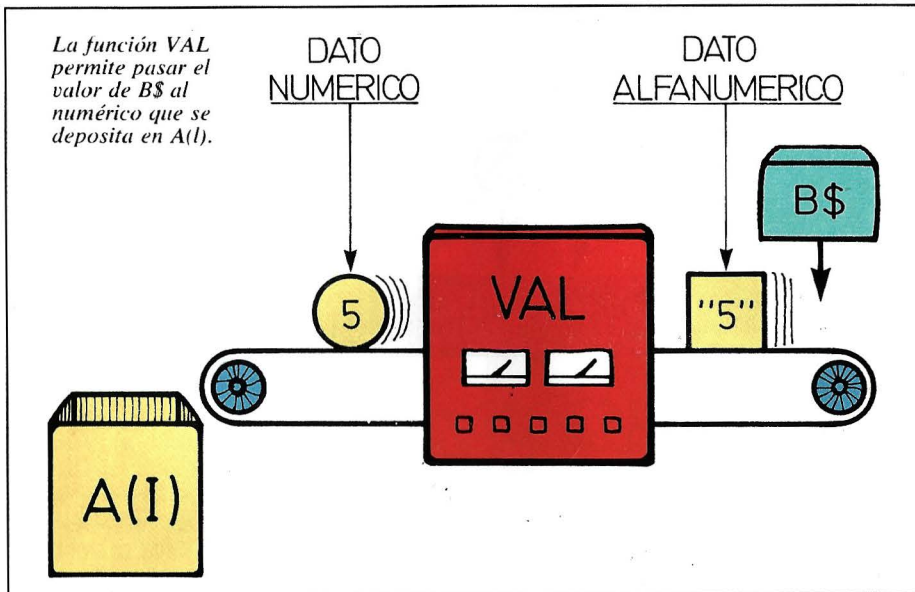 La función VAL
permite pasar el
valor de B$ al
numérico que se
deposita en A(l).
DATO
NUMERICO
DATO
ALFANUMERICO
B$
5
VAL
"5"
A(I)